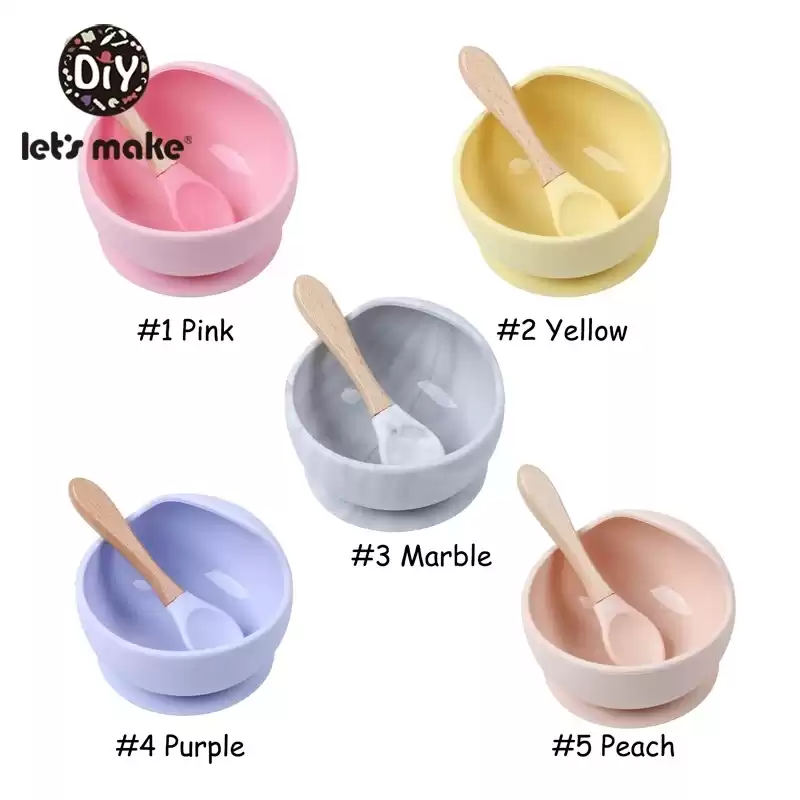 DiY
let's make®
#1 Pink
#2 Yellow
#3 Marble
#4 Purple
#5 Peach